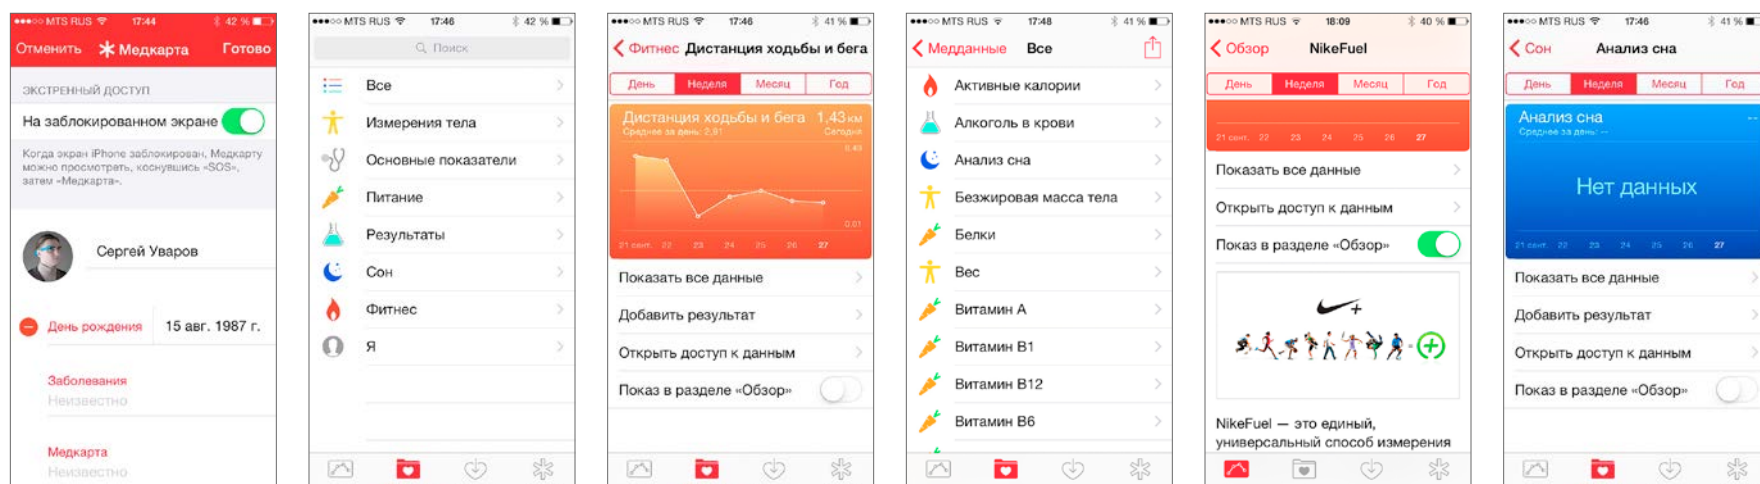 MTS RUS 17:44 42 %
Отменить Медкарта Готово
ЭКСТРЕННЫЙ ДОСТУП
На заблокированном экране
Когда экран iPhone заблокирован, Медкарту
можно просмотреть, коснувшись «SOS»,
затем «Медкарта».
Сергей Уваров
День рождения 15 авг. 1987 г.
Заболевания
Неизвестно
Медкарта
Неизвестно
MTS RUS 17:46 42 %
Поиск
Все
Измерения тела
Основные показатели
Питание
Результаты
Сон
Фитнес
Я
MTS RUS 17:46 41 %
Фитнес Дистанция ходьбы и бега
День Неделя Месяц Год
Дистанция ходьбы и бега 1,43 км
Среднее за день: 2,91 Сегодня
0.01
21 сент. 22 23 24 25 26 27
Показать все данные
Добавить результат
Открыть доступ к данным
Показ в разделе «Обзор»
MTS RUS 17:48 41 %
Медданные Все
Активные калории
Алкоголь в крови
Анализ сна
Безжировая масса тела
Белки
Вес
Витамин A
Витамин B1
Витамин B12
Витамин B6
MTS RUS 18:09 40 %
Обзор NikeFuel
День Неделя Месяц Год
21 сент. 22 23 24 25 26 27
Показать все данные
Открыть доступ к данным
Показ в разделе «Обзор»
NikeFuel — это единый,
универсальный способ измерения
MTS RUS 17:46 41 %
Сон Анализ сна
День Неделя Месяц Год
Анализ сна --
Среднее за день: --
Нет данных
21 сент. 22 23 24 25 26 27
Показать все данные
Добавить результат
Открыть доступ к данным
Показ в разделе «Обзор»